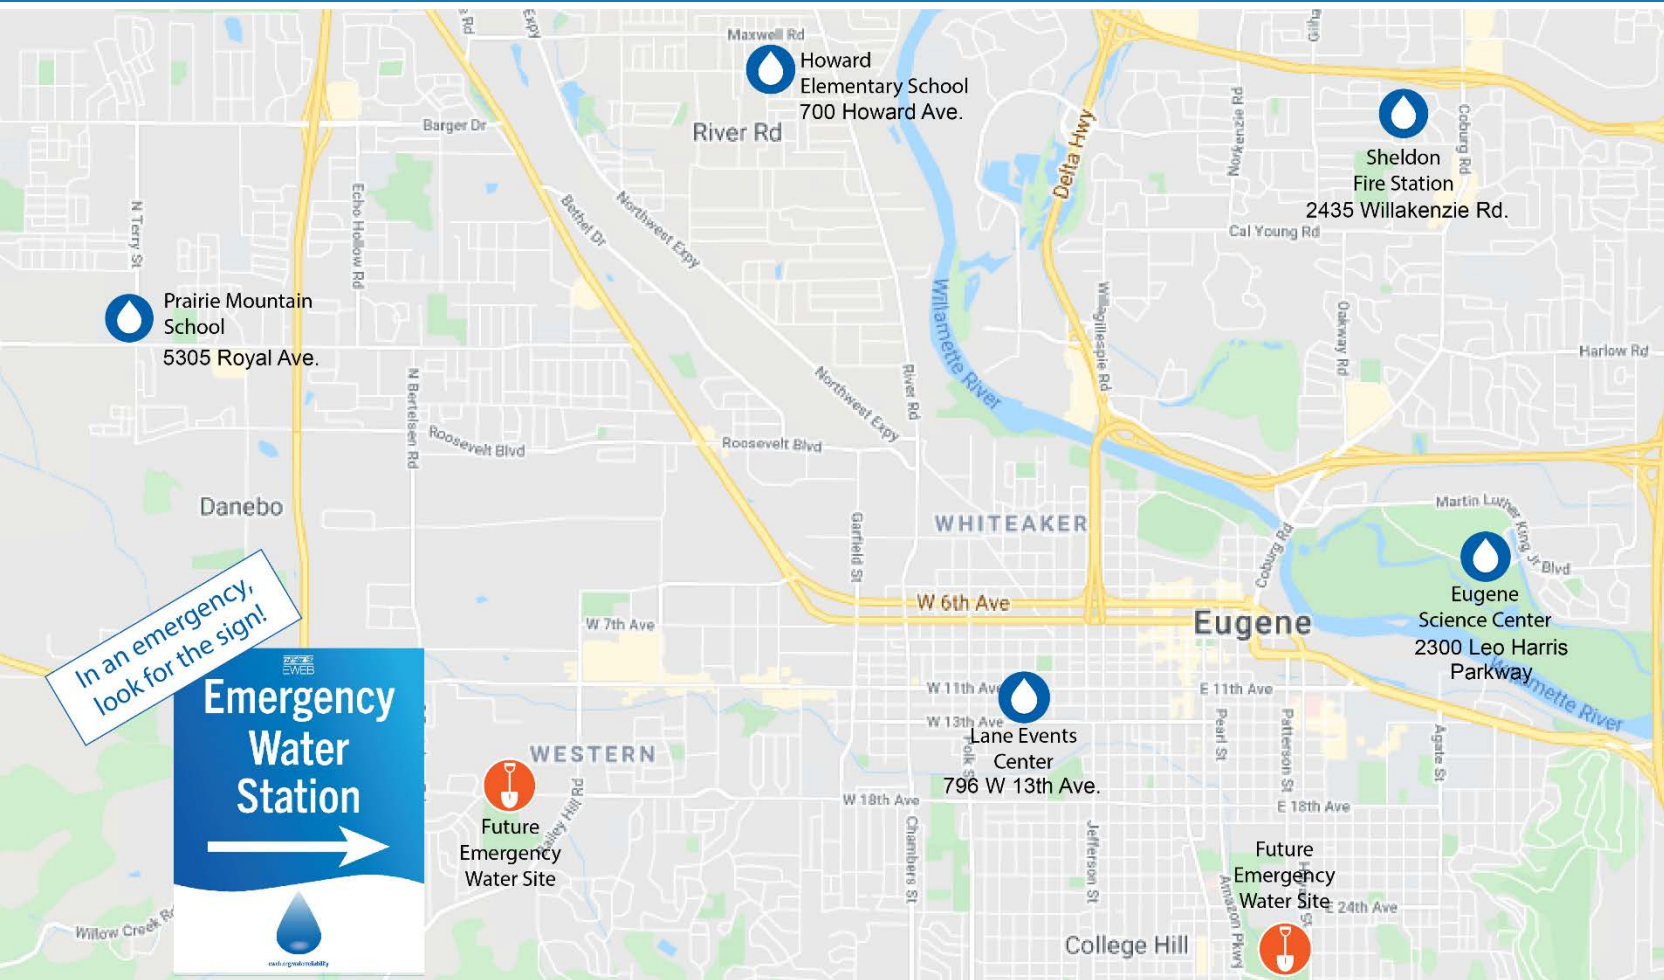 Rd
Expy
Maxwell Rd
Howard
Elementary School
700 Howard Ave.
River Rd
Barger Dr
Delta Hwy
Norkenzie Rd
Coburg Rd
Sheldon
Fire Station
2435 Willakenzie Rd.
Cal Young Rd
N Terry St
Echo Hollow Rd
Bethel Dr
Northwest Expy
Prairie Mountain
School
5305 Royal Ave.
Willamette River
Willagillespie Rd
Oakway Rd
Harlow Rd
N Bertelsen Rd
Northwest Expy
River Rd
Roosevelt Blvd
Roosevelt Blvd
Danebo
WHITEAKER
Garfield St
Coburg Rd
Martin Luther King Jr Blvd
Eugene
Science Center
2300 Leo Harris
Parkway
Willamette River
W 6th Ave
Eugene
W 7th Ave
In an emergency,
look for the sign!
EWEB
Emergency
Water
Station
W 11th Ave
E 11th Ave
W 13th Ave
Lane Events
Center
796 W 13th Ave.
Polk St
Pearl St
Patterson St
Agate St
WESTERN
W 18th Ave
E 18th Ave
Bailey Hill Rd
Future
Emergency
Water Site
Chambers St
Jefferson St
Future
Emergency
Water Site
E 24th Ave
Amazon Pkwy
College Hill
Willow Creek Rd